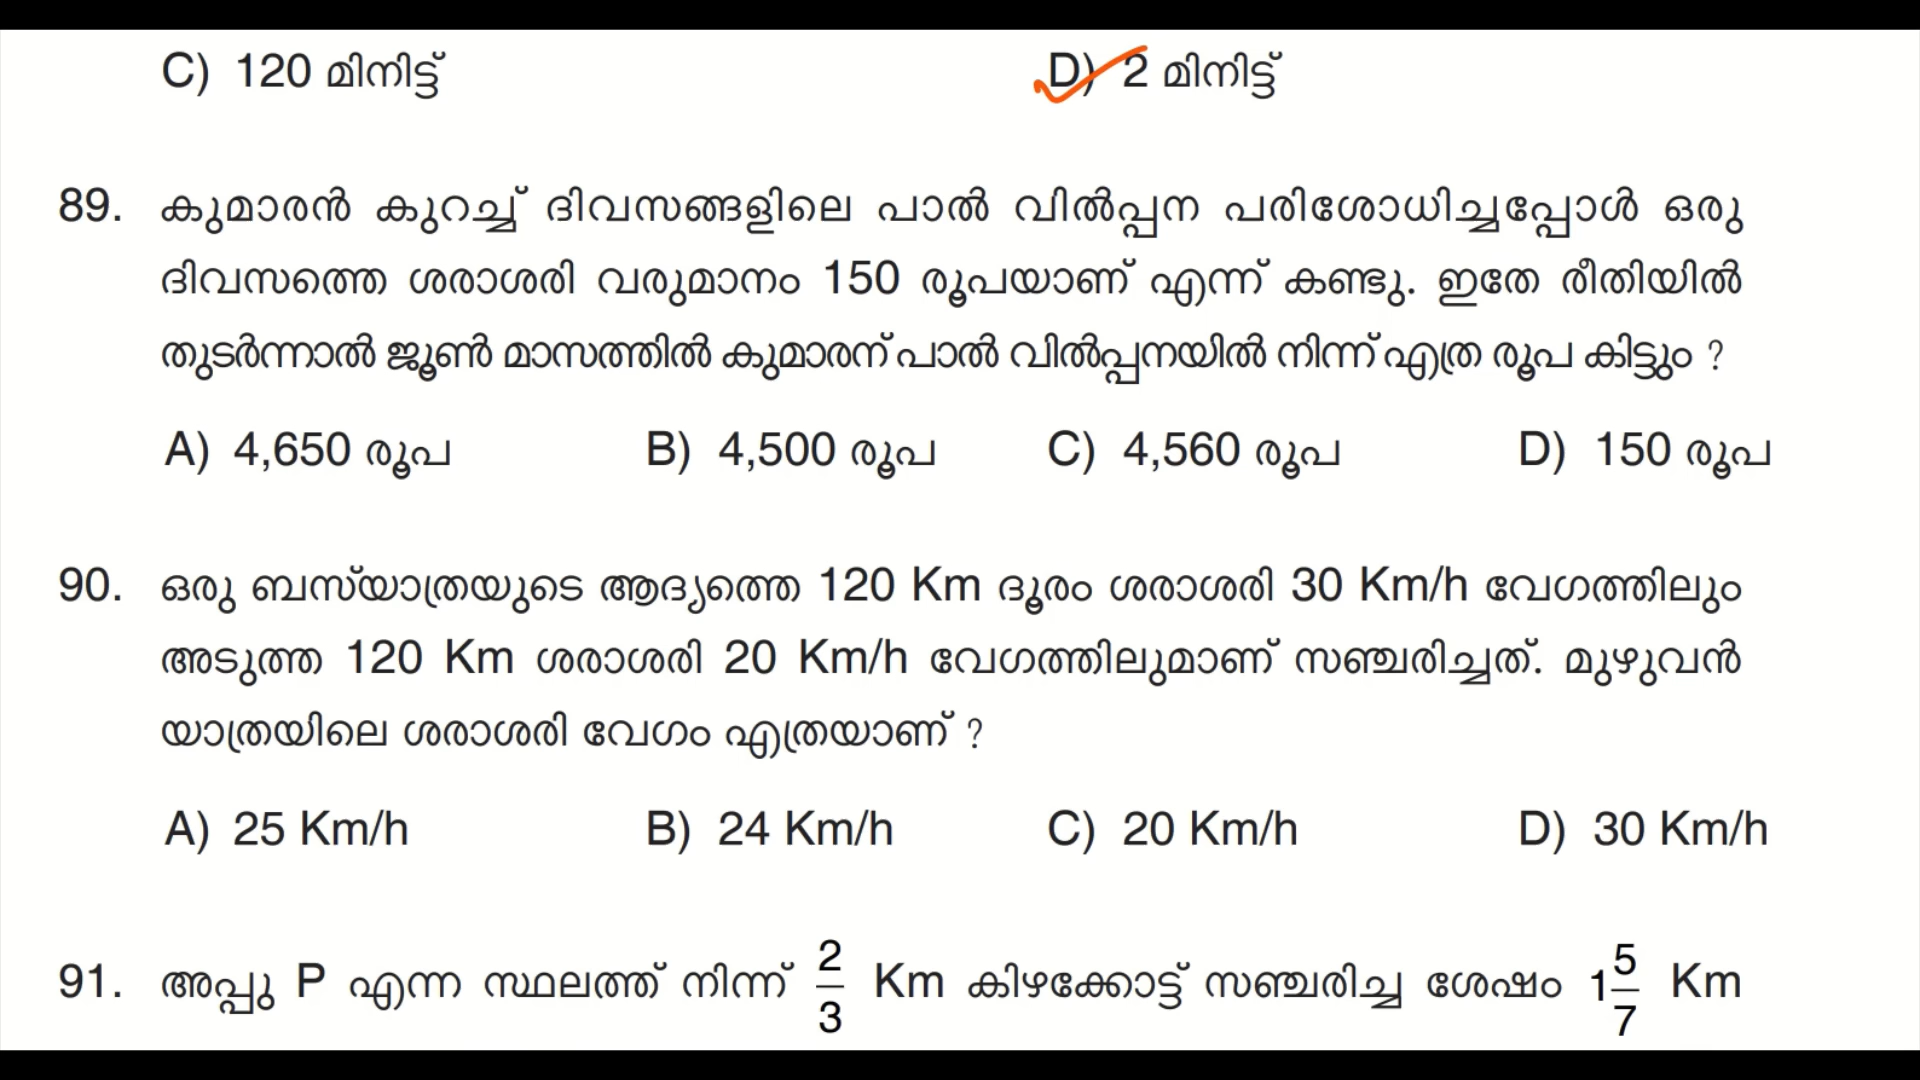 C) 120 മിനിട്ട് D) 2 മിനിട്ട്
89. കുമാരൻ കുറച്ച് ദിവസങ്ങളിലെ പാൽ വിൽപ്പന പരിശോധിച്ചപ്പോൾ ഒരു
ദിവസത്തെ ശരാശരി വരുമാനം 150 രൂപയാണ് എന്ന് കണ്ടു. ഇതേ രീതിയിൽ
തുടർന്നാൽ ജൂൺ മാസത്തിൽ കുമാരന് പാൽ വിൽപ്പനയിൽ നിന്ന് എത്ര രൂപ കിട്ടും ?
A) 4,650 രൂപ B) 4,500 രൂപ C) 4,560 രൂപ D) 150 രൂപ
90. ഒരു ബസ്‌യാത്രയുടെ ആദ്യത്തെ 120 Km ദൂരം ശരാശരി 30 Km/h വേഗത്തിലും
അടുത്ത 120 Km ശരാശരി 20 Km/h വേഗത്തിലുമാണ് സഞ്ചരിച്ചത്. മുഴുവൻ
യാത്രയിലെ ശരാശരി വേഗം എത്രയാണ് ?
A) 25 Km/h B) 24 Km/h C) 20 Km/h D) 30 Km/h
91. അപ്പു P എന്ന സ്ഥലത്ത് നിന്ന് 2/3 Km കിഴക്കോട്ട് സഞ്ചരിച്ച ശേഷം 1 5/7 Km